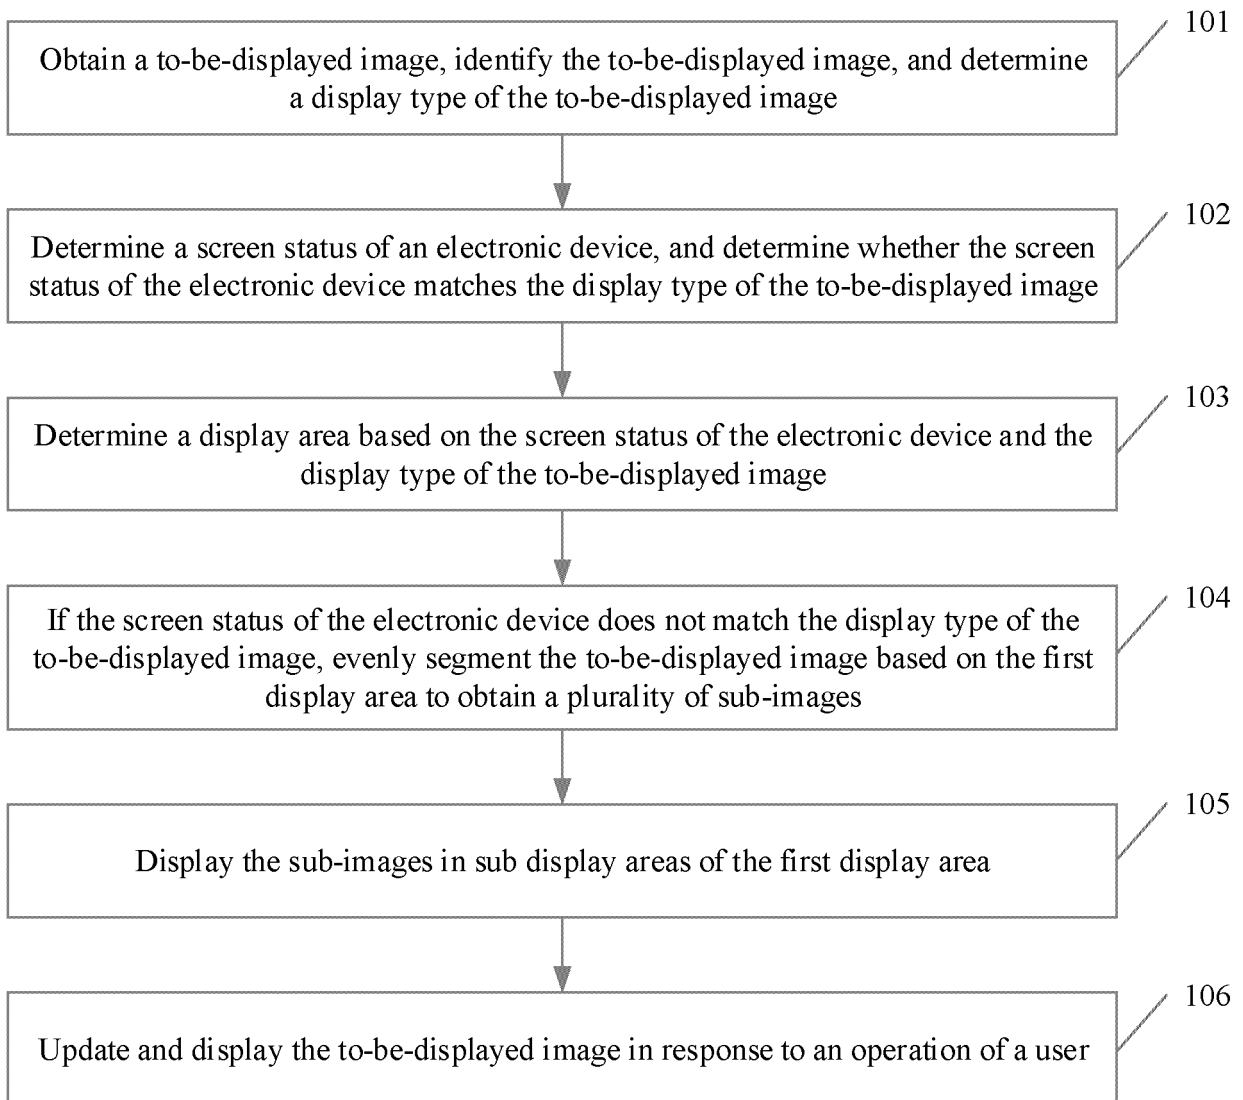 101
Obtain a to-be-displayed image, identify the to-be-displayed image, and determine
a display type of the to-be-displayed image
102
Determine a screen status of an electronic device, and determine whether the screen
status of the electronic device matches the display type of the to-be-displayed image
103
Determine a display area based on the screen status of the electronic device and the
display type of the to-be-displayed image
104
If the screen status of the electronic device does not match the display type of the
to-be-displayed image, evenly segment the to-be-displayed image based on the first
display area to obtain a plurality of sub-images
105
Display the sub-images in sub display areas of the first display area
106
Update and display the to-be-displayed image in response to an operation of a user